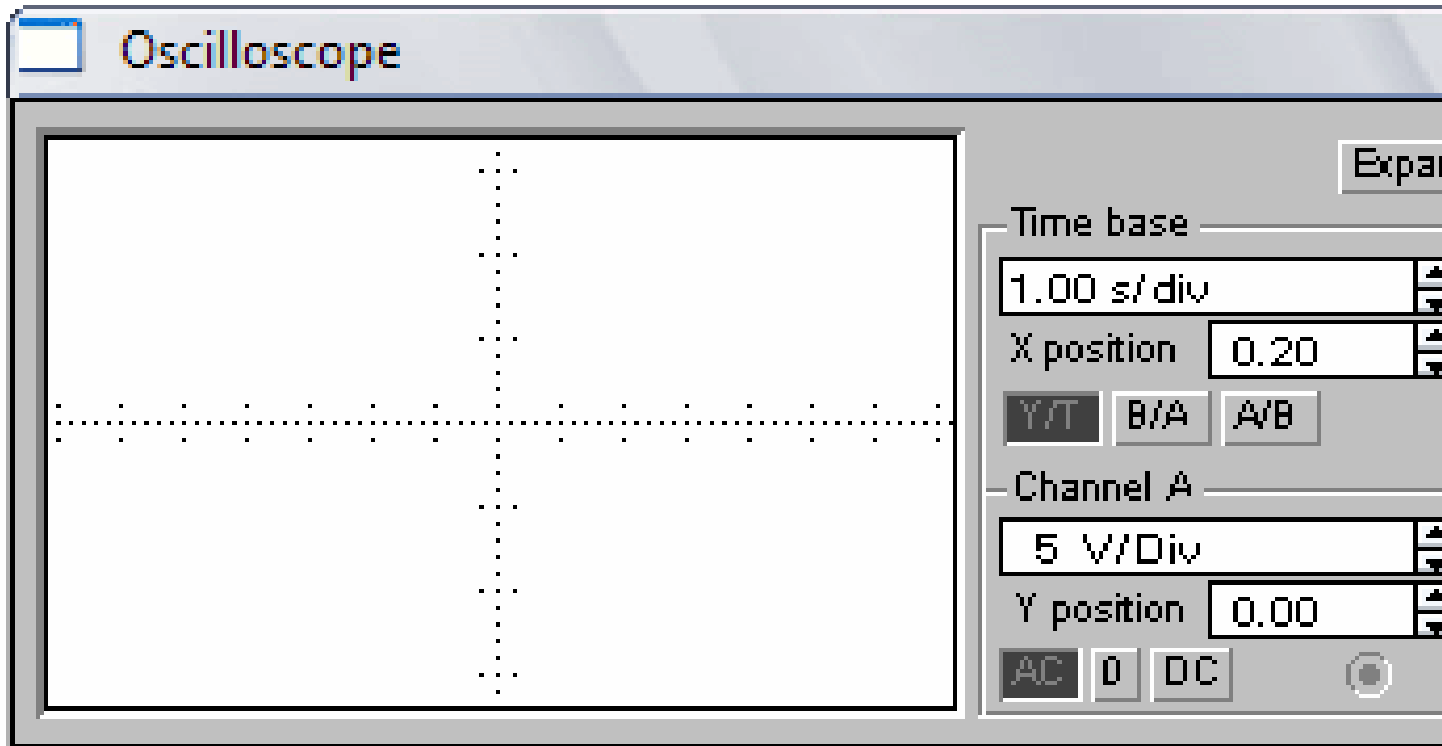 Oscilloscope
Expan
Time base
1.00 s/div
X position 0.20
Y/T B/A A/B
Channel A
5 V/Div
Y position 0.00
AC 0 DC